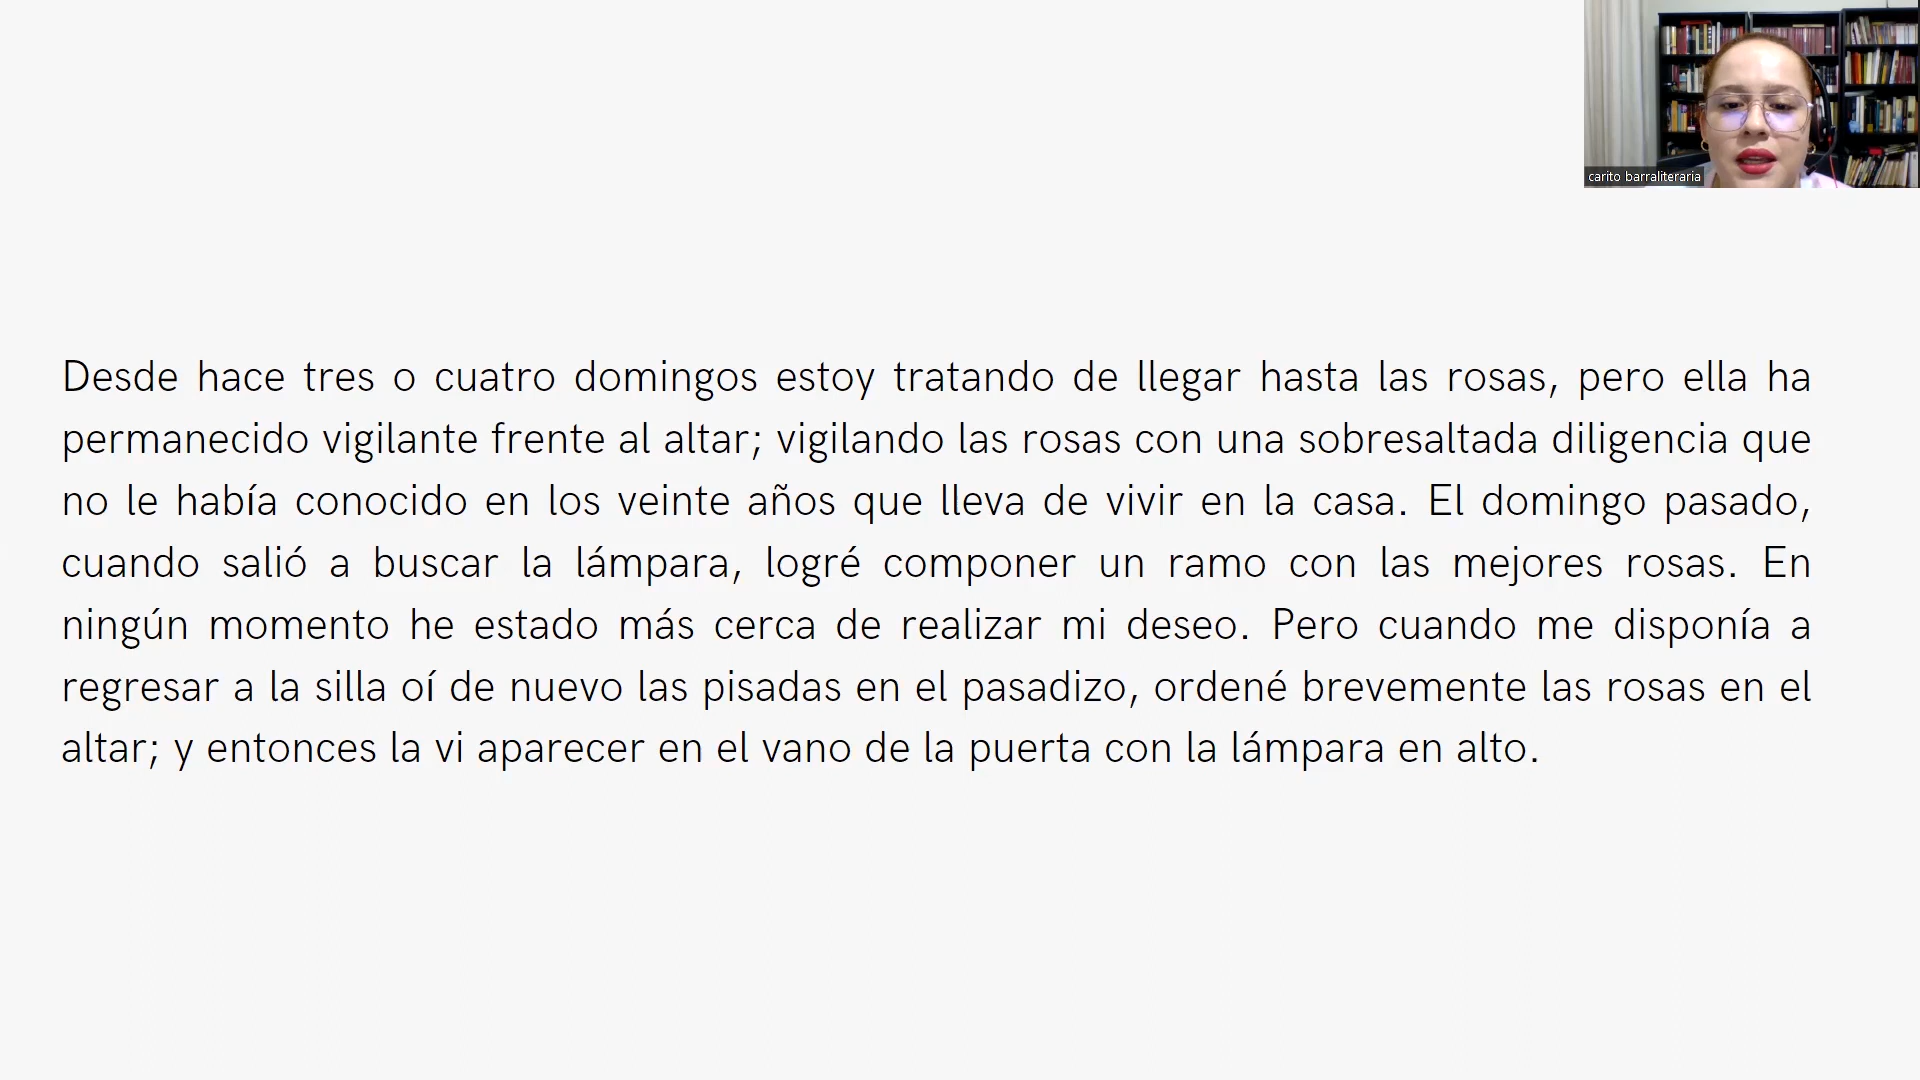 carito barraliteraria
Desde hace tres o cuatro domingos estoy tratando de llegar hasta las rosas, pero ella ha
permanecido vigilante frente al altar; vigilando las rosas con una sobresaltada diligencia que
no le había conocido en los veinte años que lleva de vivir en la casa. El domingo pasado,
cuando salió a buscar la lámpara, logré componer un ramo con las mejores rosas. En
ningún momento he estado más cerca de realizar mi deseo. Pero cuando me disponía a
regresar a la silla oí de nuevo las pisadas en el pasadizo, ordené brevemente las rosas en el
altar; y entonces la vi aparecer en el vano de la puerta con la lámpara en alto.